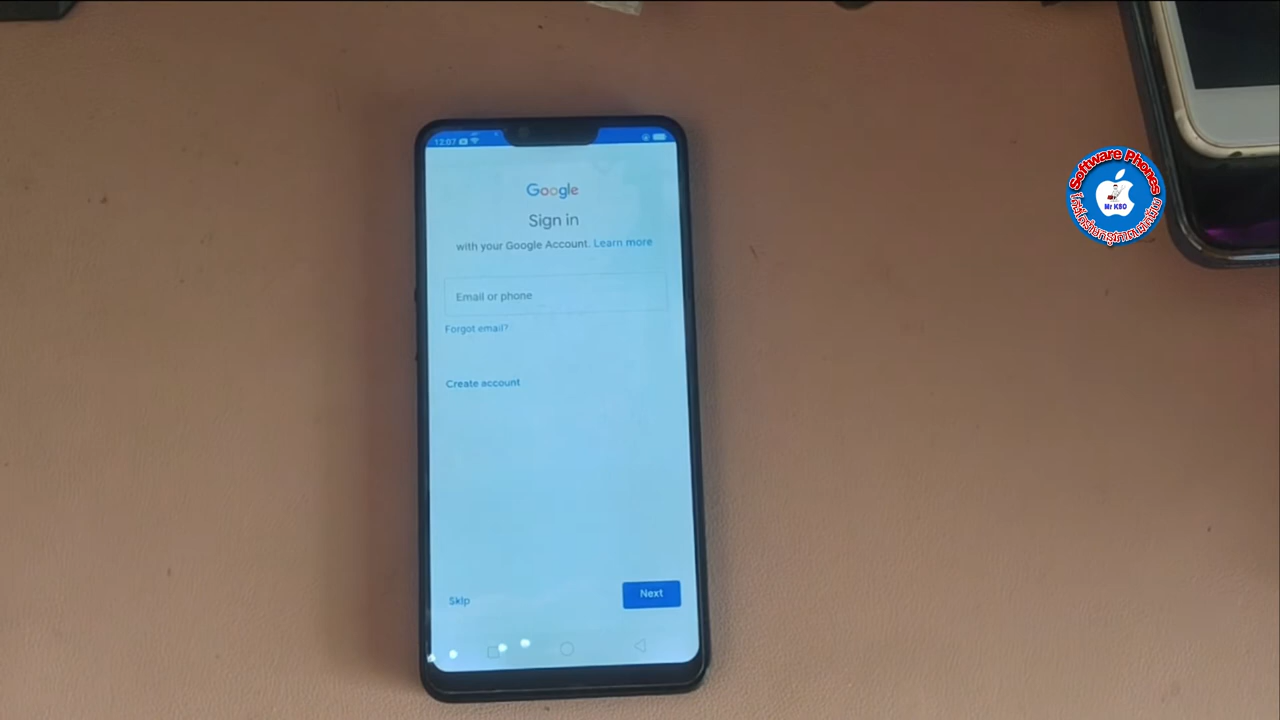 12:07
Google
Sign in
with your Google Account. Learn more
Email or phone
Forgot email?
Create account
Skip
Next
Software Phones
Mr KBD